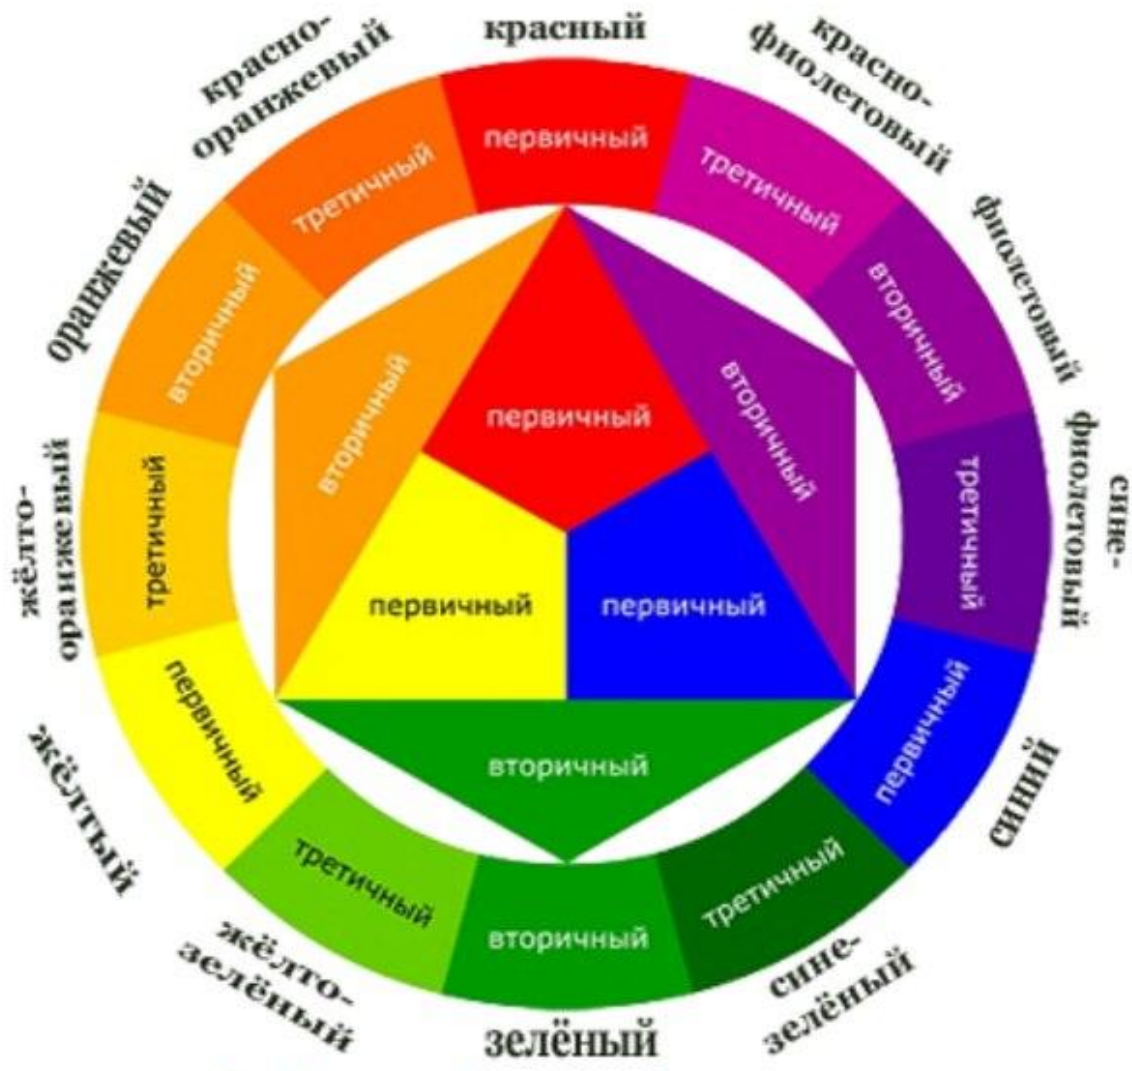 красный
красно-
фиолетовый
фиолетовый
сине-
фиолетовый
синий
сине-
зелёный
зелёный
жёлто-
зелёный
жёлтый
жёлто-
оранжевый
оранжевый
красно-
оранжевый
первичный
третичный
вторичный
третичный
первичный
третичный
вторичный
третичный
первичный
третичный
вторичный
третичный
первичный
вторичный
вторичный
первичный
первичный
вторичный